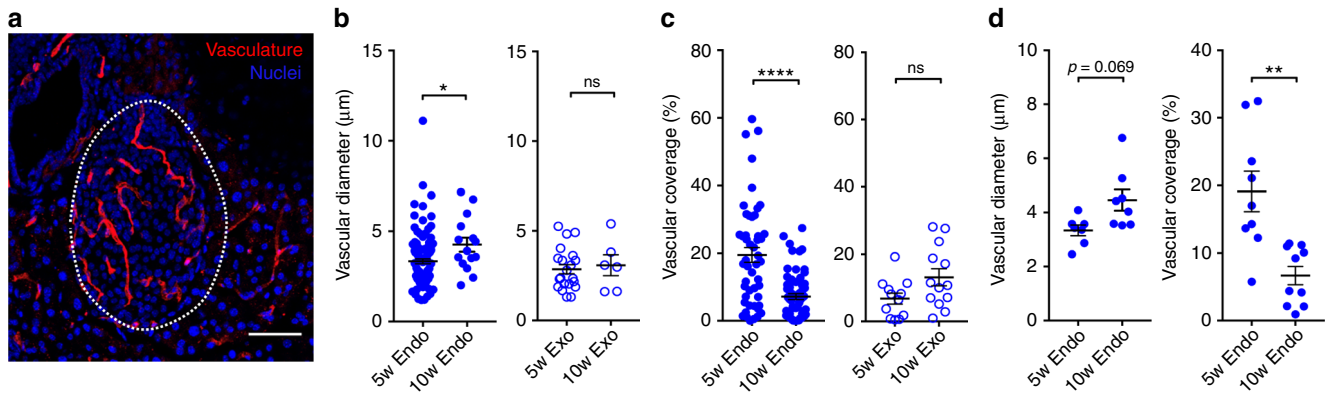 a
Vasculature
Nuclei
b
Vascular diameter (μm)
15
10
5
0
*
5w Endo
10w Endo
15
10
5
0
ns
5w Exo
10w Exo
c
Vascular coverage (%)
80
60
40
20
0
****
5w Endo
10w Endo
80
60
40
20
0
ns
5w Exo
10w Exo
d
Vascular diameter (μm)
10
8
6
4
2
0
p = 0.069
5w Endo
10w Endo
Vascular coverage (%)
40
30
20
10
0
**
5w Endo
10w Endo